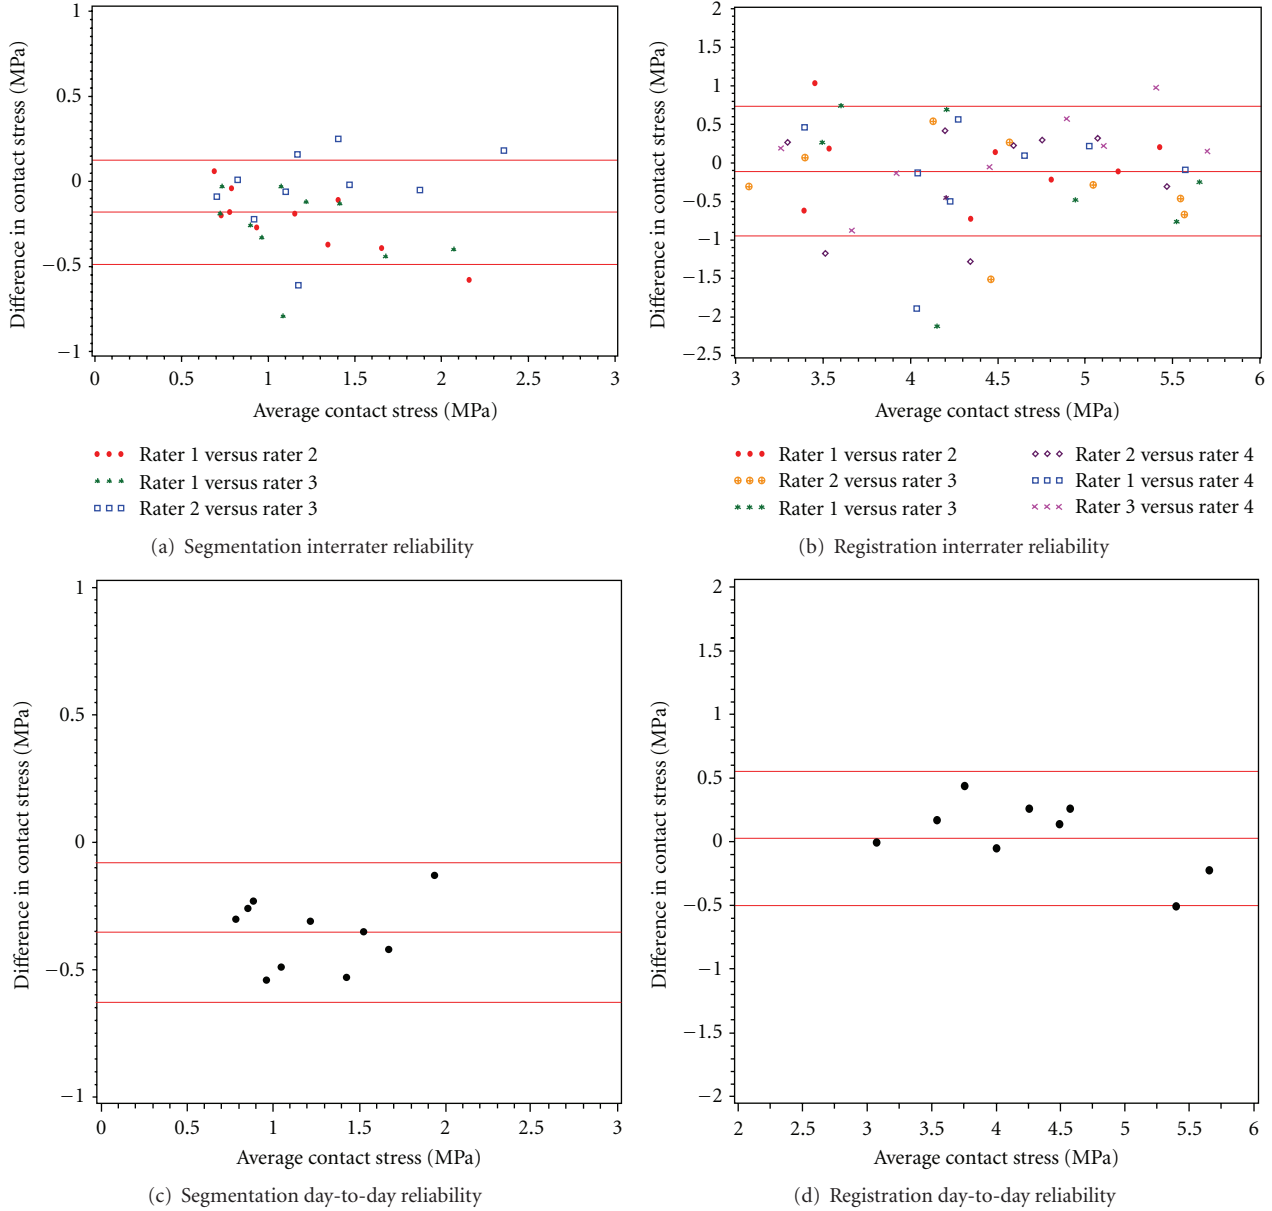 1
0.5
0
−0.5
−1
Difference in contact stress (MPa)
0 0.5 1 1.5 2 2.5 3
Average contact stress (MPa)
Rater 1 versus rater 2
Rater 1 versus rater 3
Rater 2 versus rater 3
(a) Segmentation interrater reliability
2
1
0.5
0
−0.5
−1
−1.5
−2
−2.5
Difference in contact stress (MPa)
3 3.5 4 4.5 5 5.5 6
Average contact stress (MPa)
Rater 1 versus rater 2
Rater 2 versus rater 3
Rater 1 versus rater 3
Rater 2 versus rater 4
Rater 1 versus rater 4
Rater 3 versus rater 4
(b) Registration interrater reliability
1
0.5
0
−0.5
−1
Difference in contact stress (MPa)
0 0.5 1 1.5 2 2.5 3
Average contact stress (MPa)
(c) Segmentation day-to-day reliability
2
1.5
1
0.5
0
−0.5
−1
−1.5
−2
Difference in contact stress (MPa)
2 2.5 3.5 4 4.5 5 5.5 6
Average contact stress (MPa)
(d) Registration day-to-day reliability